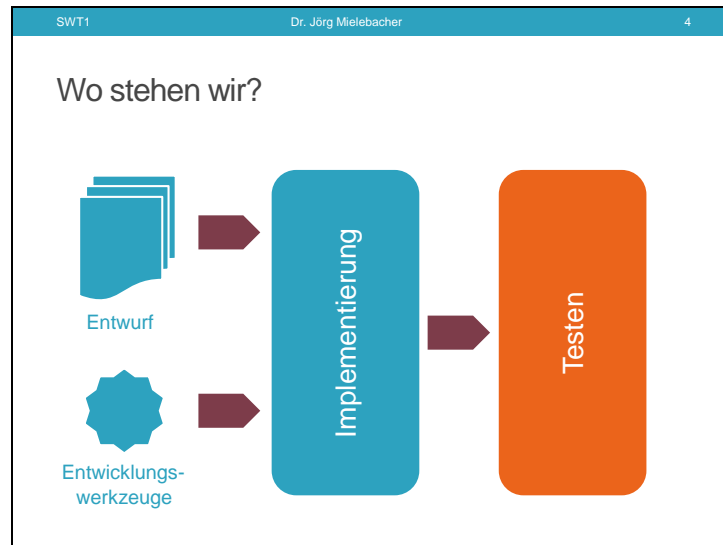 SWT1 Dr. Jörg Mielebacher 4
Wo stehen wir?
Entwurf
Entwicklungs-
werkzeuge
Implementierung
Testen